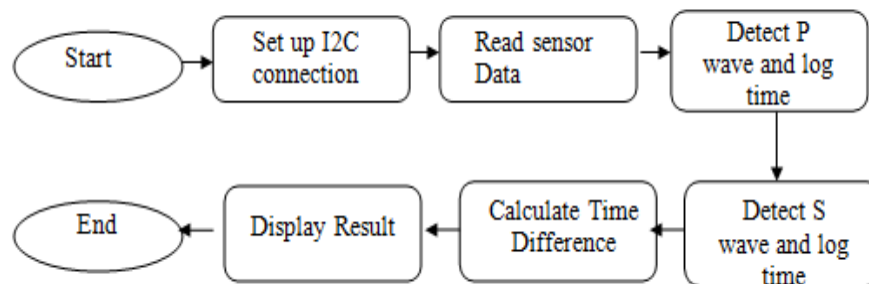 Start
Set up I2C
connection
Read sensor
Data
Detect P
wave and log
time
Detect S
wave and log
time
Calculate Time
Difference
Display Result
End